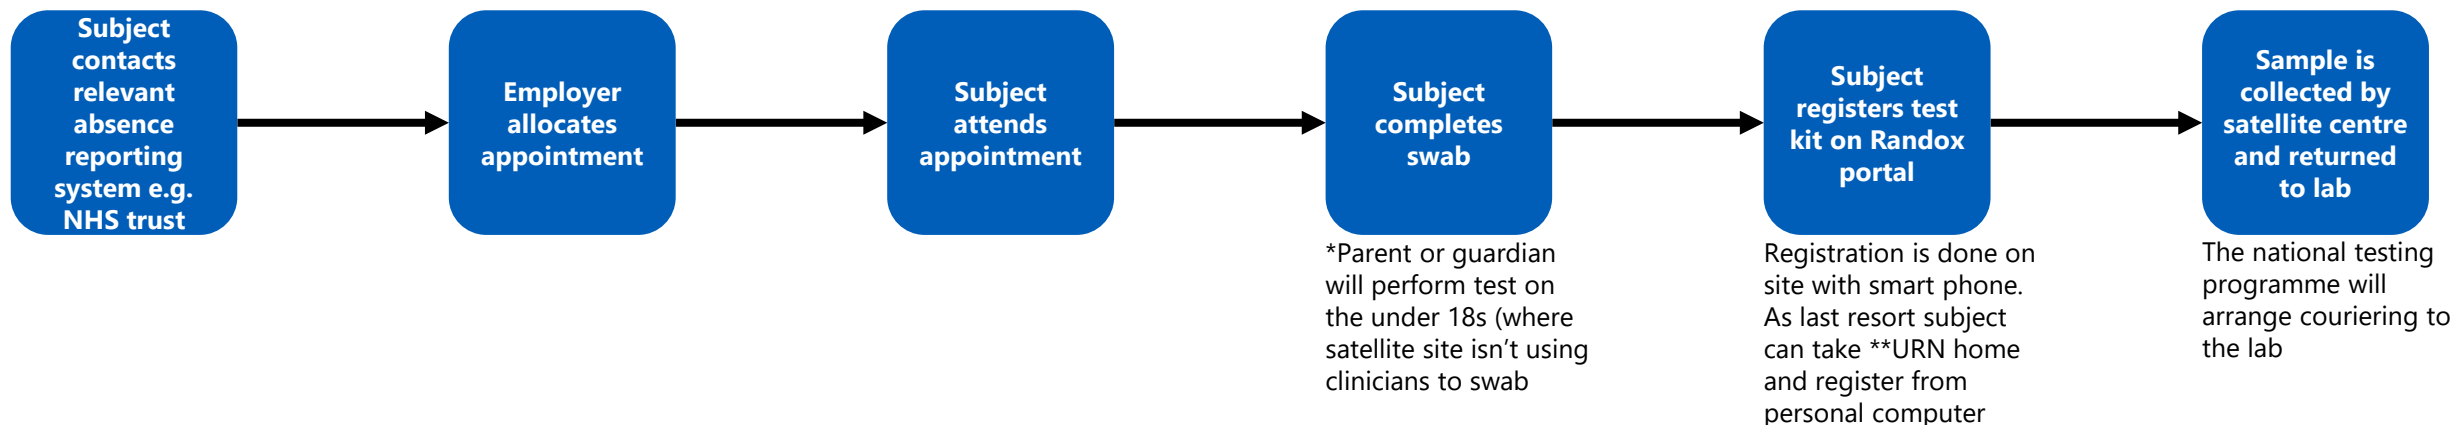 Subject
contacts
relevant
absence
reporting
system e.g.
NHS trust
Employer
allocates
appointment
Subject
attends
appointment
Subject
completes
swab
*Parent or guardian
will perform test on
the under 18s (where
satellite site isn’t using
clinicians to swab
Subject
registers test
kit on Randox
portal
Registration is done on
site with smart phone.
As last resort subject
can take **URN home
and register from
personal computer
Sample is
collected by
satellite centre
and returned
to lab
The national testing
programme will
arrange couriering to
the lab